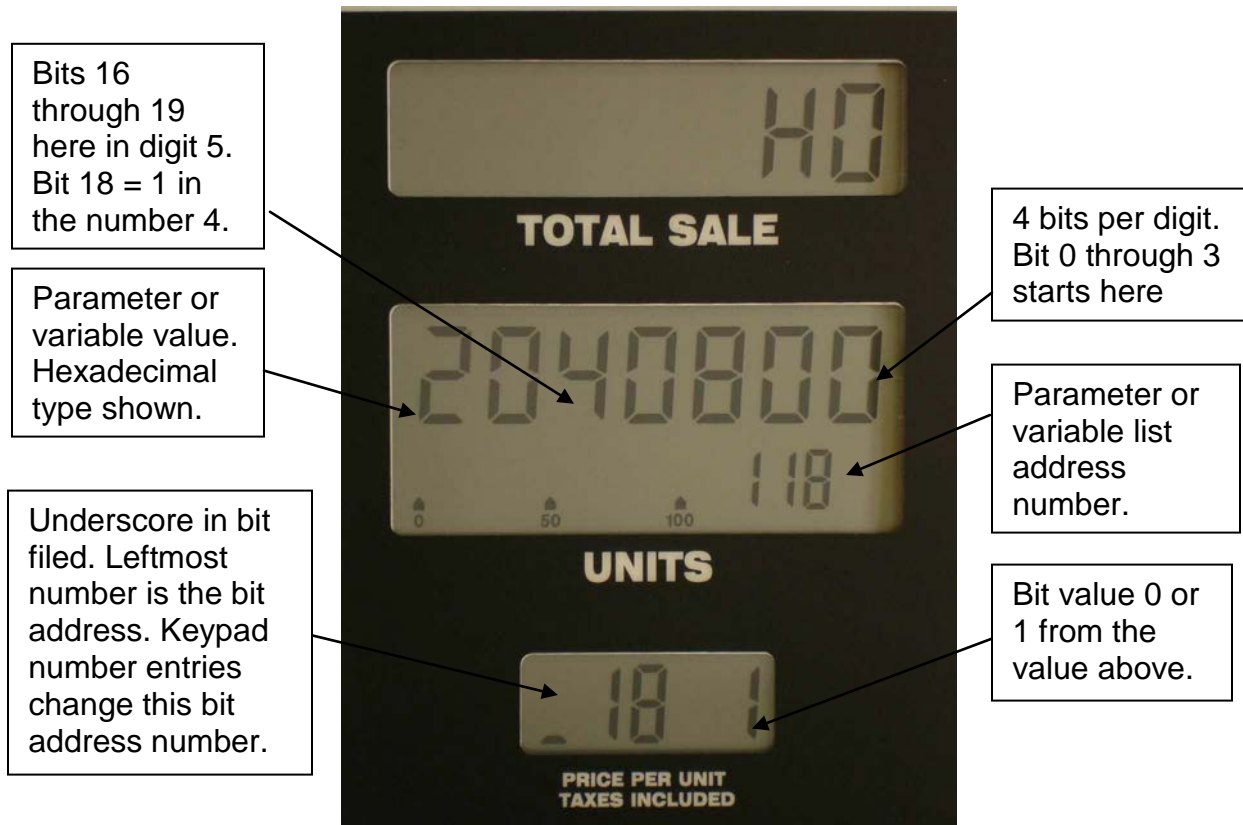 Bits 16
through 19
here in digit 5.
Bit 18 = 1 in
the number 4.
Parameter or
variable value.
Hexadecimal
type shown.
Underscore in bit
filed. Leftmost
number is the bit
address. Keypad
number entries
change this bit
address number.
H0
TOTAL SALE
2040800
118
0 50 100
UNITS
_ 18 1
PRICE PER UNIT
TAXES INCLUDED
4 bits per digit.
Bit 0 through 3
starts here
Parameter or
variable list
address
number.
Bit value 0 or
1 from the
value above.